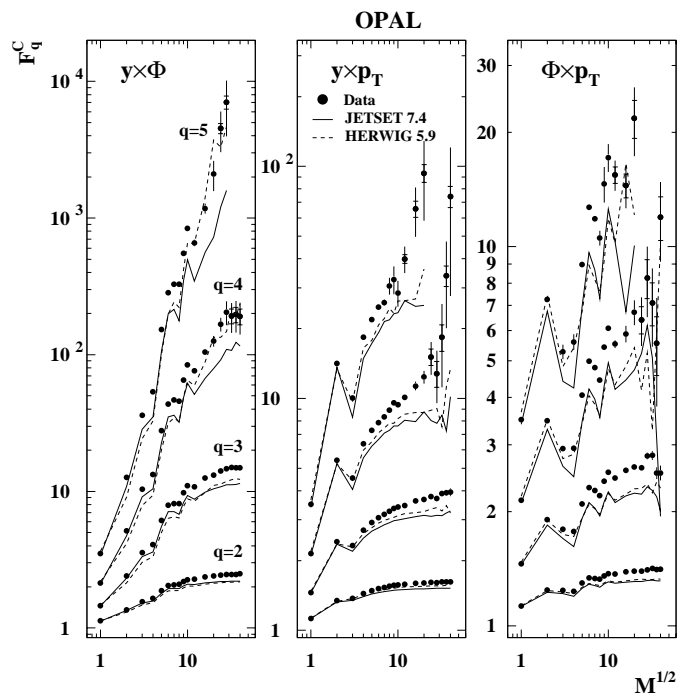 OPAL
F_q^C
y×Φ
y×p_T
Φ×p_T
Data
JETSET 7.4
HERWIG 5.9
q=5
q=4
q=3
q=2
10^4
10^3
10^2
10
1
10^2
10
1
30
20
10
9
8
7
6
5
4
3
2
1
1
10
1
10
1
10
M^{1/2}